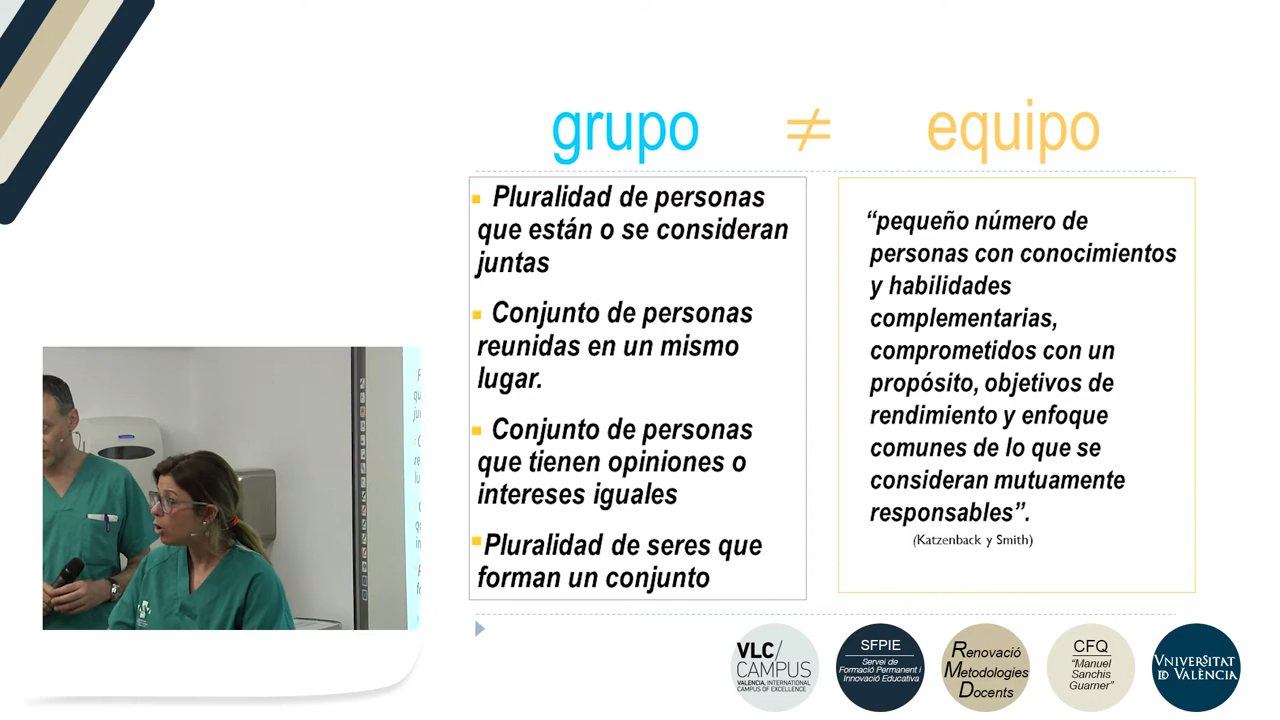 grupo ≠ equipo
Pluralidad de personas
que están o se consideran
juntas
Conjunto de personas
reunidas en un mismo
lugar.
Conjunto de personas
que tienen opiniones o
intereses iguales
Pluralidad de seres que
forman un conjunto
“pequeño número de
personas con conocimientos
y habilidades
complementarias,
comprometidos con un
propósito, objetivos de
rendimiento y enfoque
comunes de lo que se
consideran mutuamente
responsables”.
(Katzenback y Smith)
VLC/
CAMPUS
VALENCIA, INTERNATIONAL
CAMPUS OF EXCELLENCE
SFPIE
Servei de
Formació Permanent i
Innovació Educativa
Renovació
Metodologies
Docents
CFQ
“Manuel
Sanchis
Guarner”
VNIVERSITAT
ID VALÈNCIA